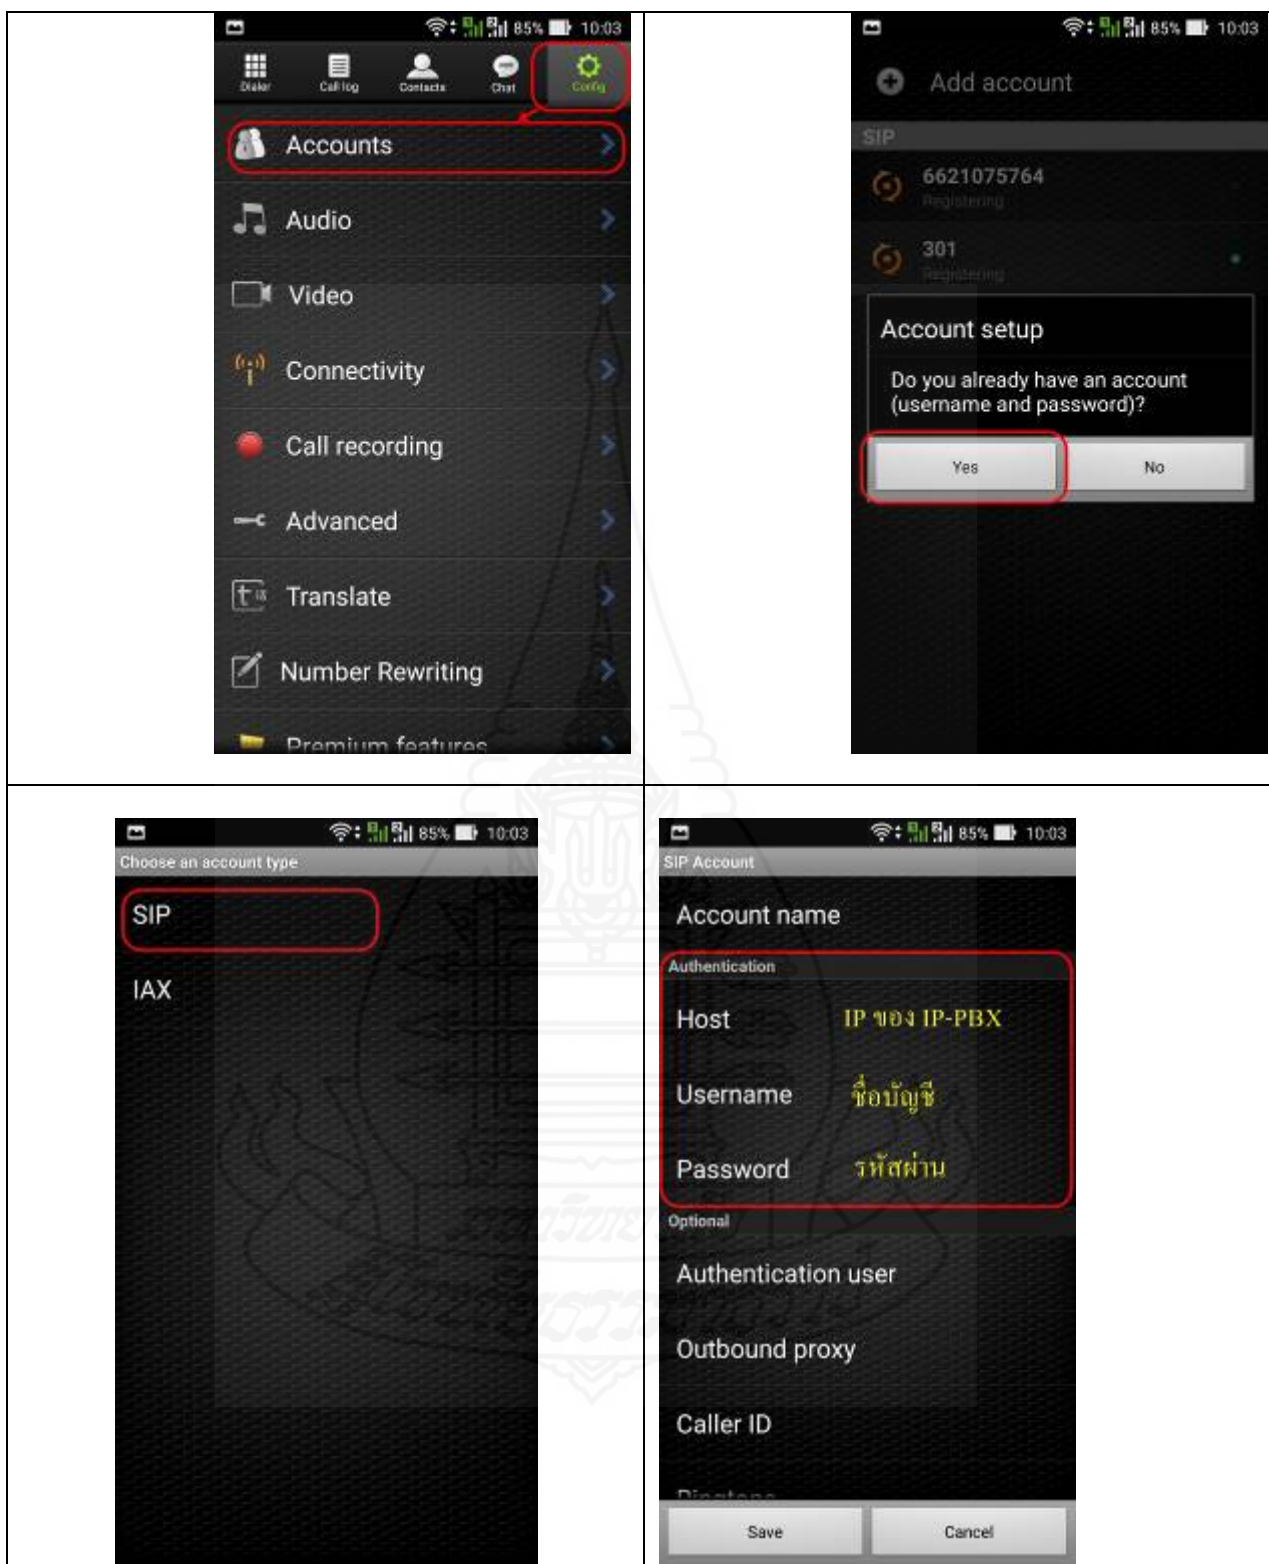 85% 10:03
Dialer Call log Contacts Chat Config
Accounts
Audio
Video
Connectivity
Call recording
Advanced
Translate
Number Rewriting
Premium features
85% 10:03
Add account
SIP
6621075764
Registering
301
Registering
Account setup
Do you already have an account
(username and password)?
Yes No
85% 10:03
Choose an account type
SIP
IAX
85% 10:03
SIP Account
Account name
Authentication
Host IP ของ IP-PBX
Username ชื่อบัญชี
Password รหัสผ่าน
Optional
Authentication user
Outbound proxy
Caller ID
Ringtone
Save Cancel